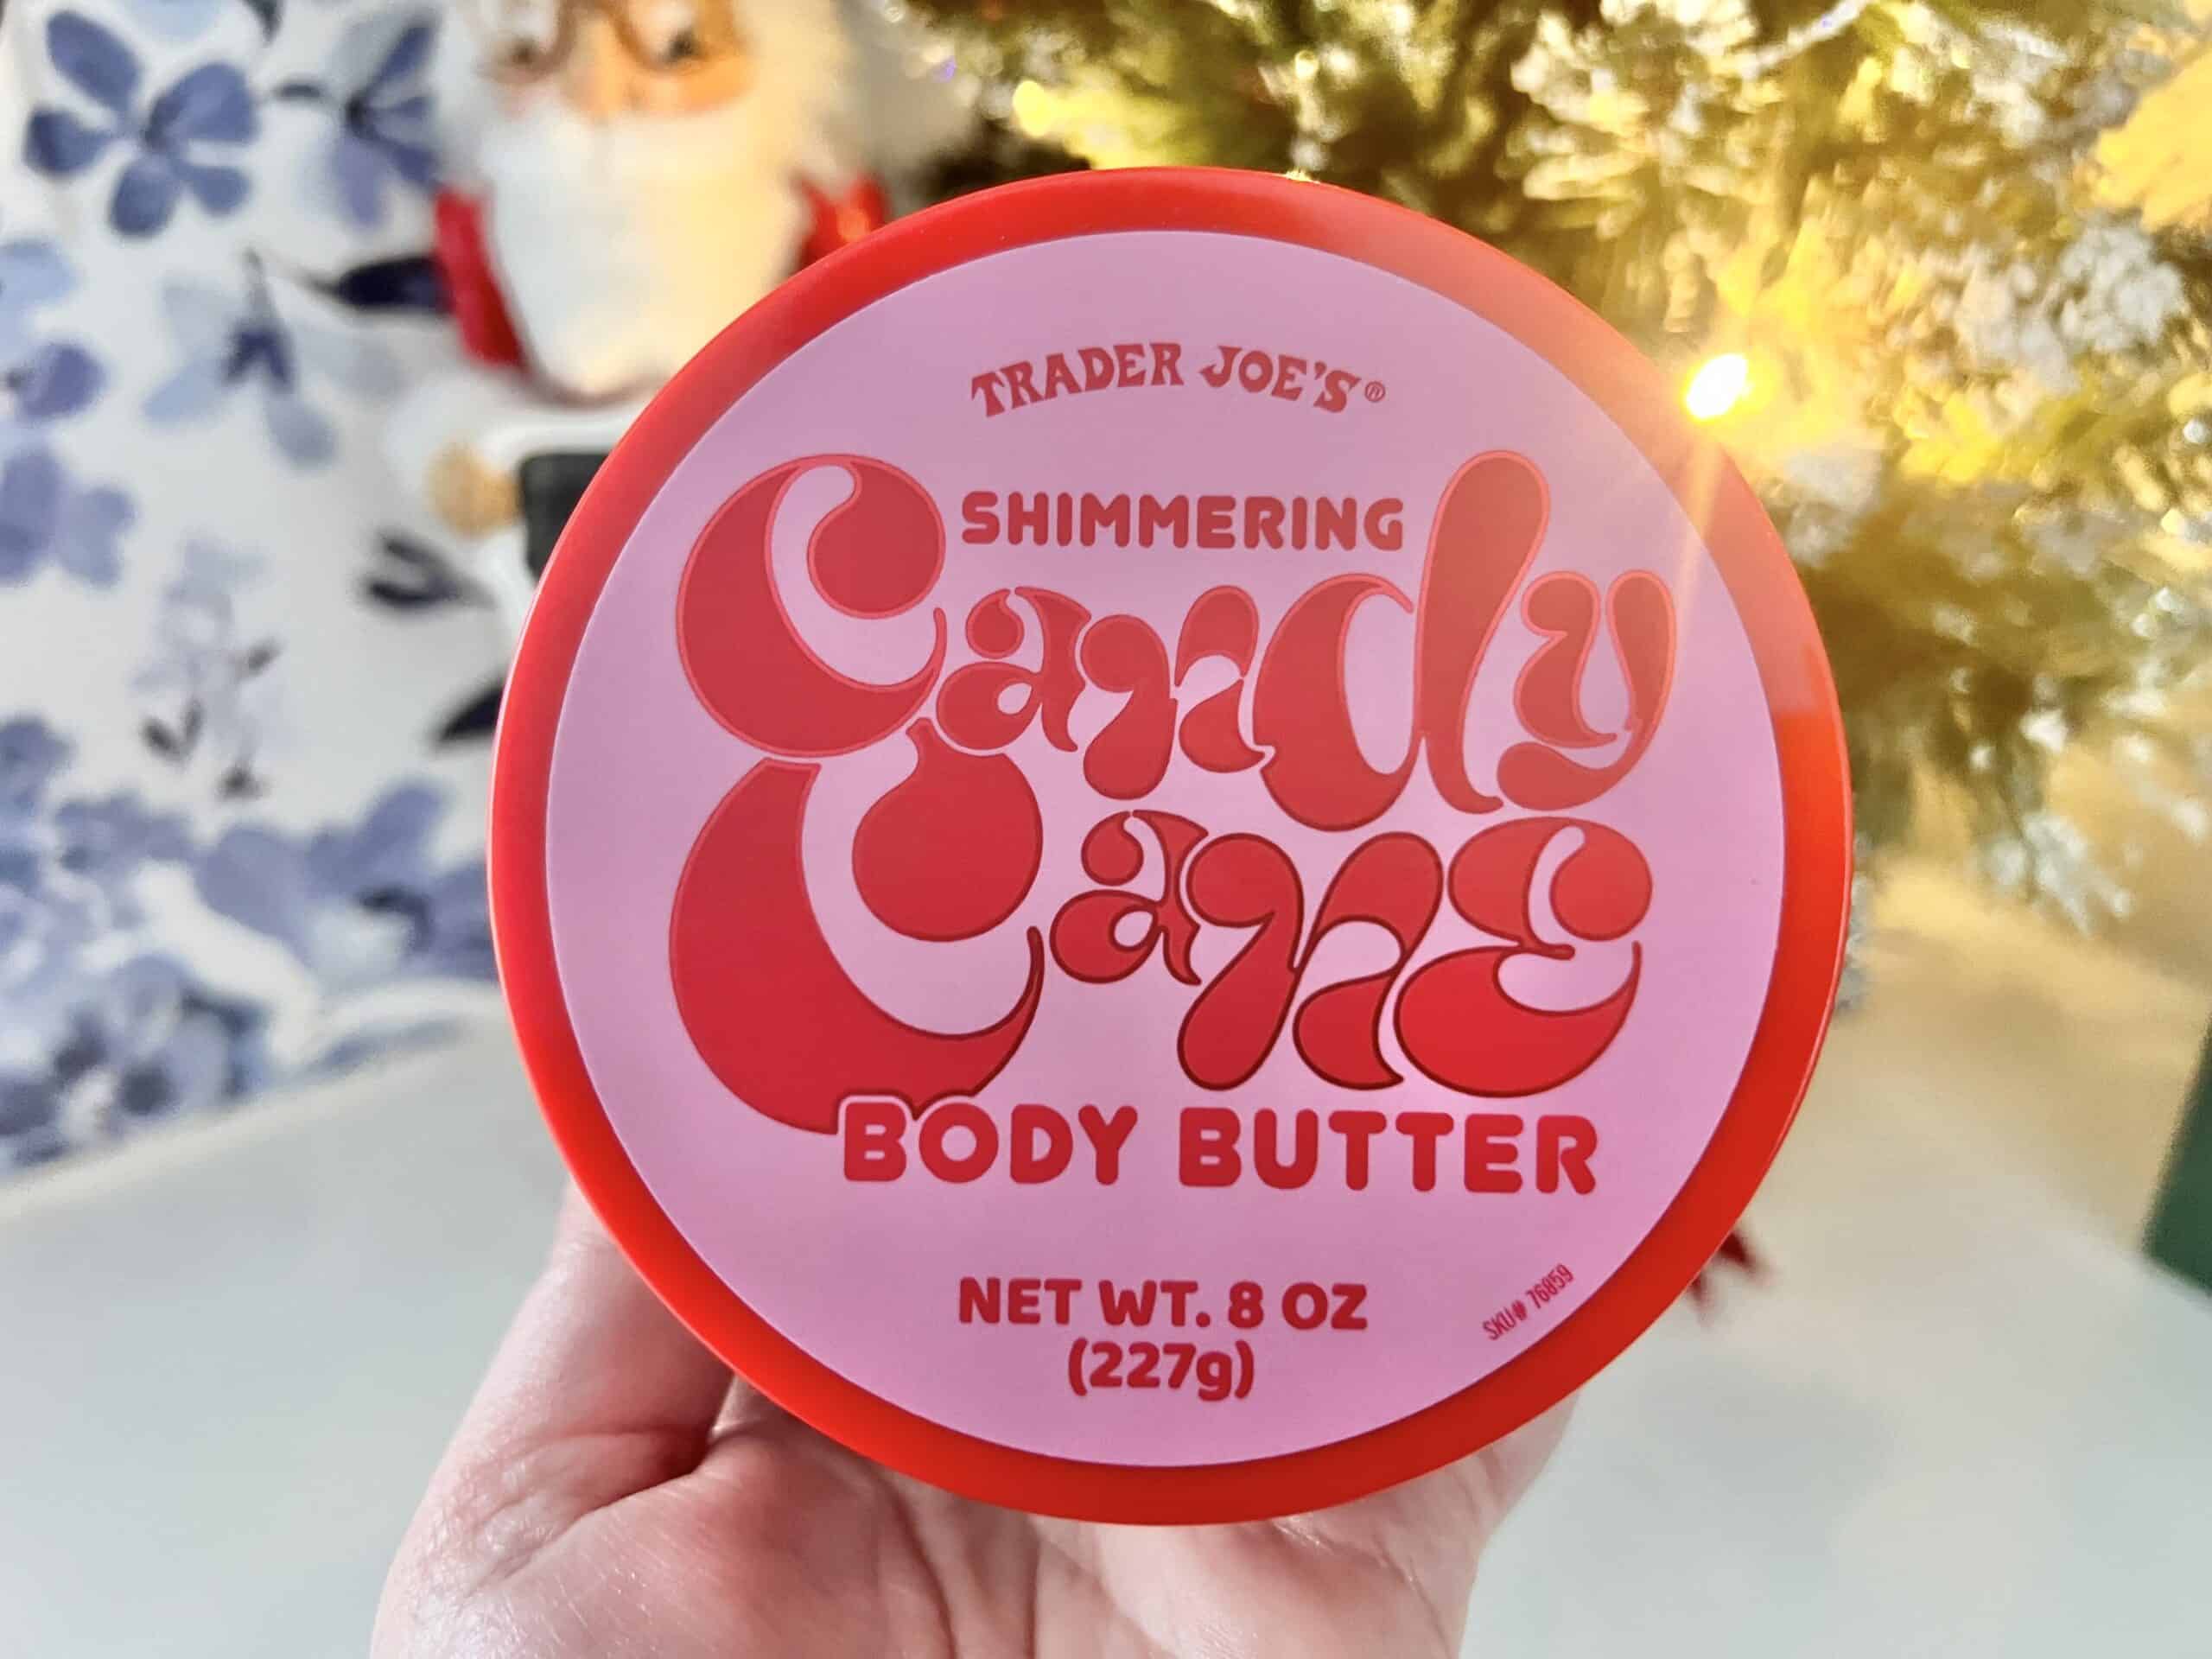 TRADER JOE'S®
SHIMMERING
Candy
Cane
BODY BUTTER
NET WT. 8 OZ
(227g)
SKU# 76859